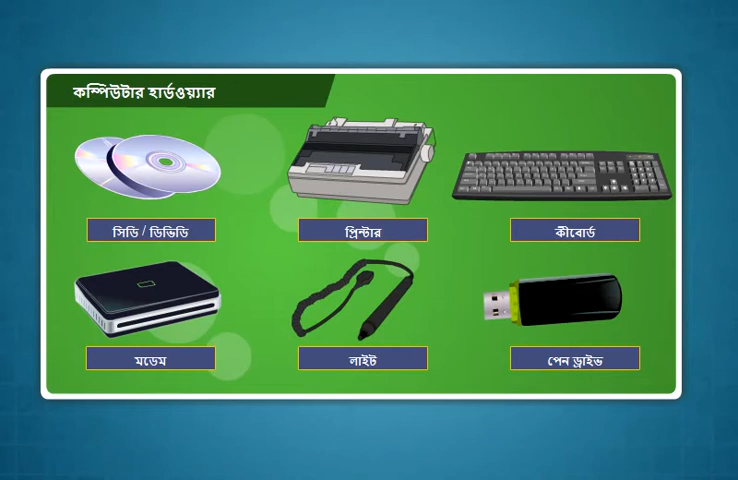 কম্পিউটার হার্ডওয়্যার
সিডি / ডিভিডি
প্রিন্টার
কীবোর্ড
মডেম
লাইট
পেন ড্রাইভ